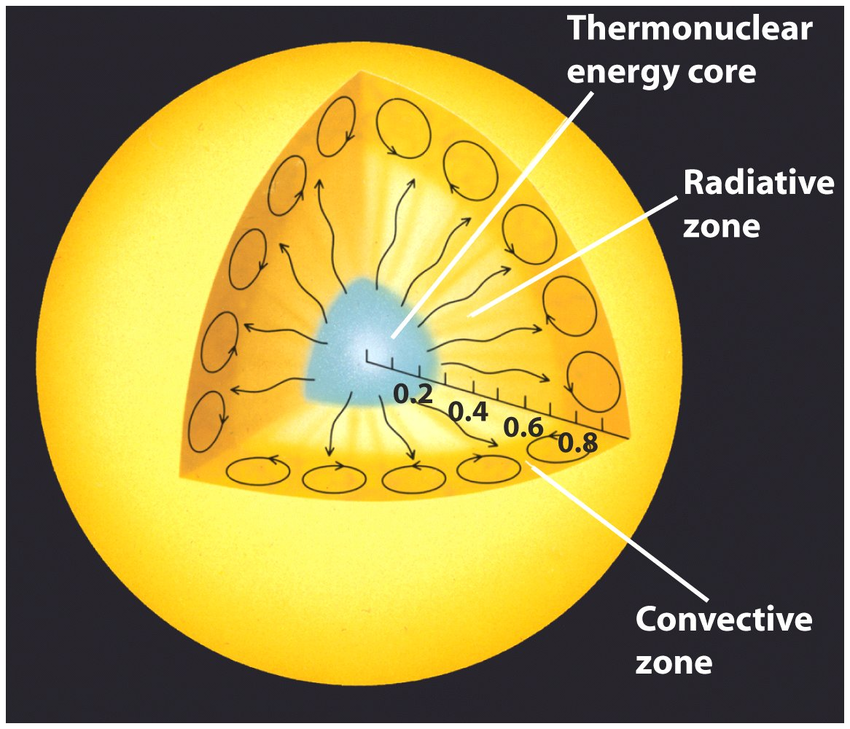 Thermonuclear
energy core
Radiative
zone
0.2
0.4
0.6
0.8
Convective
zone